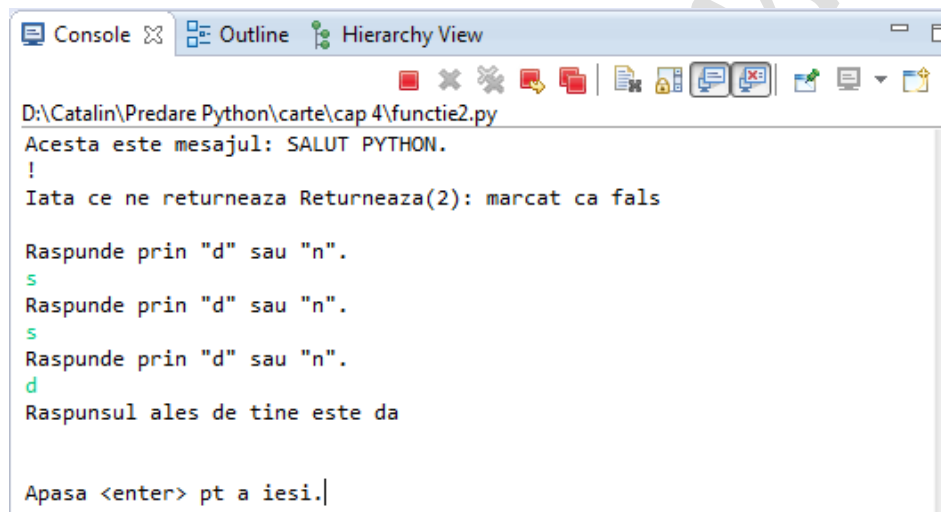 Console Outline Hierarchy View
D:\Catalin\Predare Python\carte\cap 4\functie2.py
Acesta este mesajul: SALUT PYTHON.
!
Iata ce ne returneaza Returneaza(2): marcat ca fals
Raspunde prin "d" sau "n".
s
Raspunde prin "d" sau "n".
s
Raspunde prin "d" sau "n".
d
Raspunsul ales de tine este da
Apasa <enter> pt a iesi.